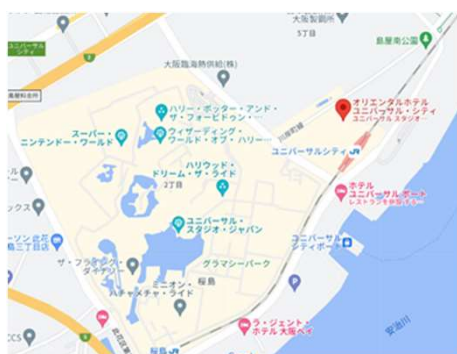 大阪製鋼所
5丁目
島屋南公園
ユニバーサル
シティ
大阪臨海熱供給(株)
オリエンタルホテル
ユニバーサル・シティ
ユニバーサル スタジオ…
ハリー・ポッター・アンド・
ザ・フォービドゥン・…
スーパー・
ニンテンドー・ワールド
ウィザーディング・
ワールド・オブ・ハリー…
ユニバーサルシティ
ハリウッド・
ドリーム・ザ・ライド
2丁目
ホテル
ユニバーサル ポート
ユニバーサル・
スタジオ・ジャパン
ユニバーサル
シティポート
グラマシーパーク
ザ・フライング・
ダイナソー
ミニオン・
ハチャメチャ・ライド
桜島
P
ラ・ジェント・
ホテル 大阪ベイ
安治川
CCS
桜島